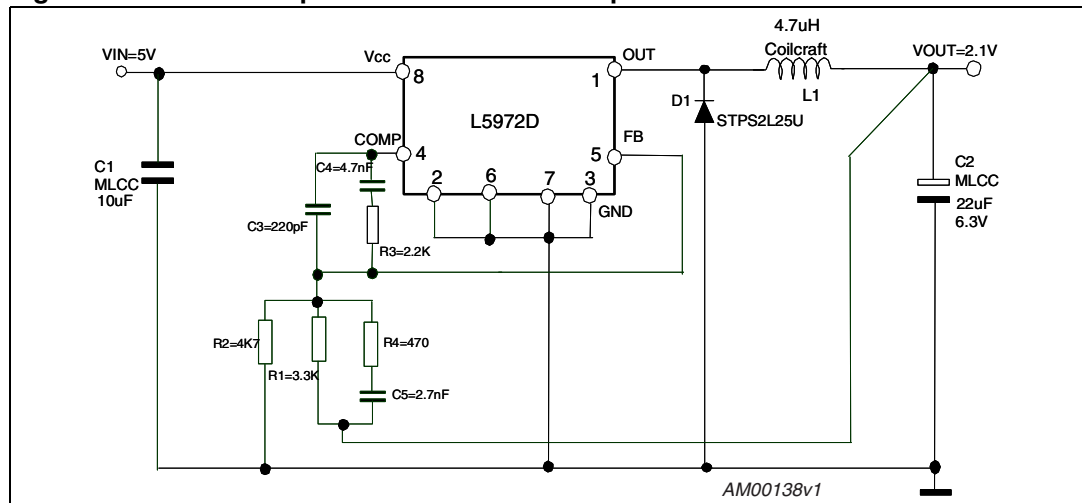 VIN=5V
Vcc
8
OUT
1
4.7uH
Coilcraft
L1
VOUT=2.1V
L5972D
D1
STPS2L25U
COMP
4
FB
5
C4=4.7nF
C1
MLCC
10uF
2
6
7
3
GND
C2
MLCC
22uF
6.3V
C3=220pF
R3=2.2K
R2=4K7
R1=3.3K
R4=470
C5=2.7nF
AM00138v1